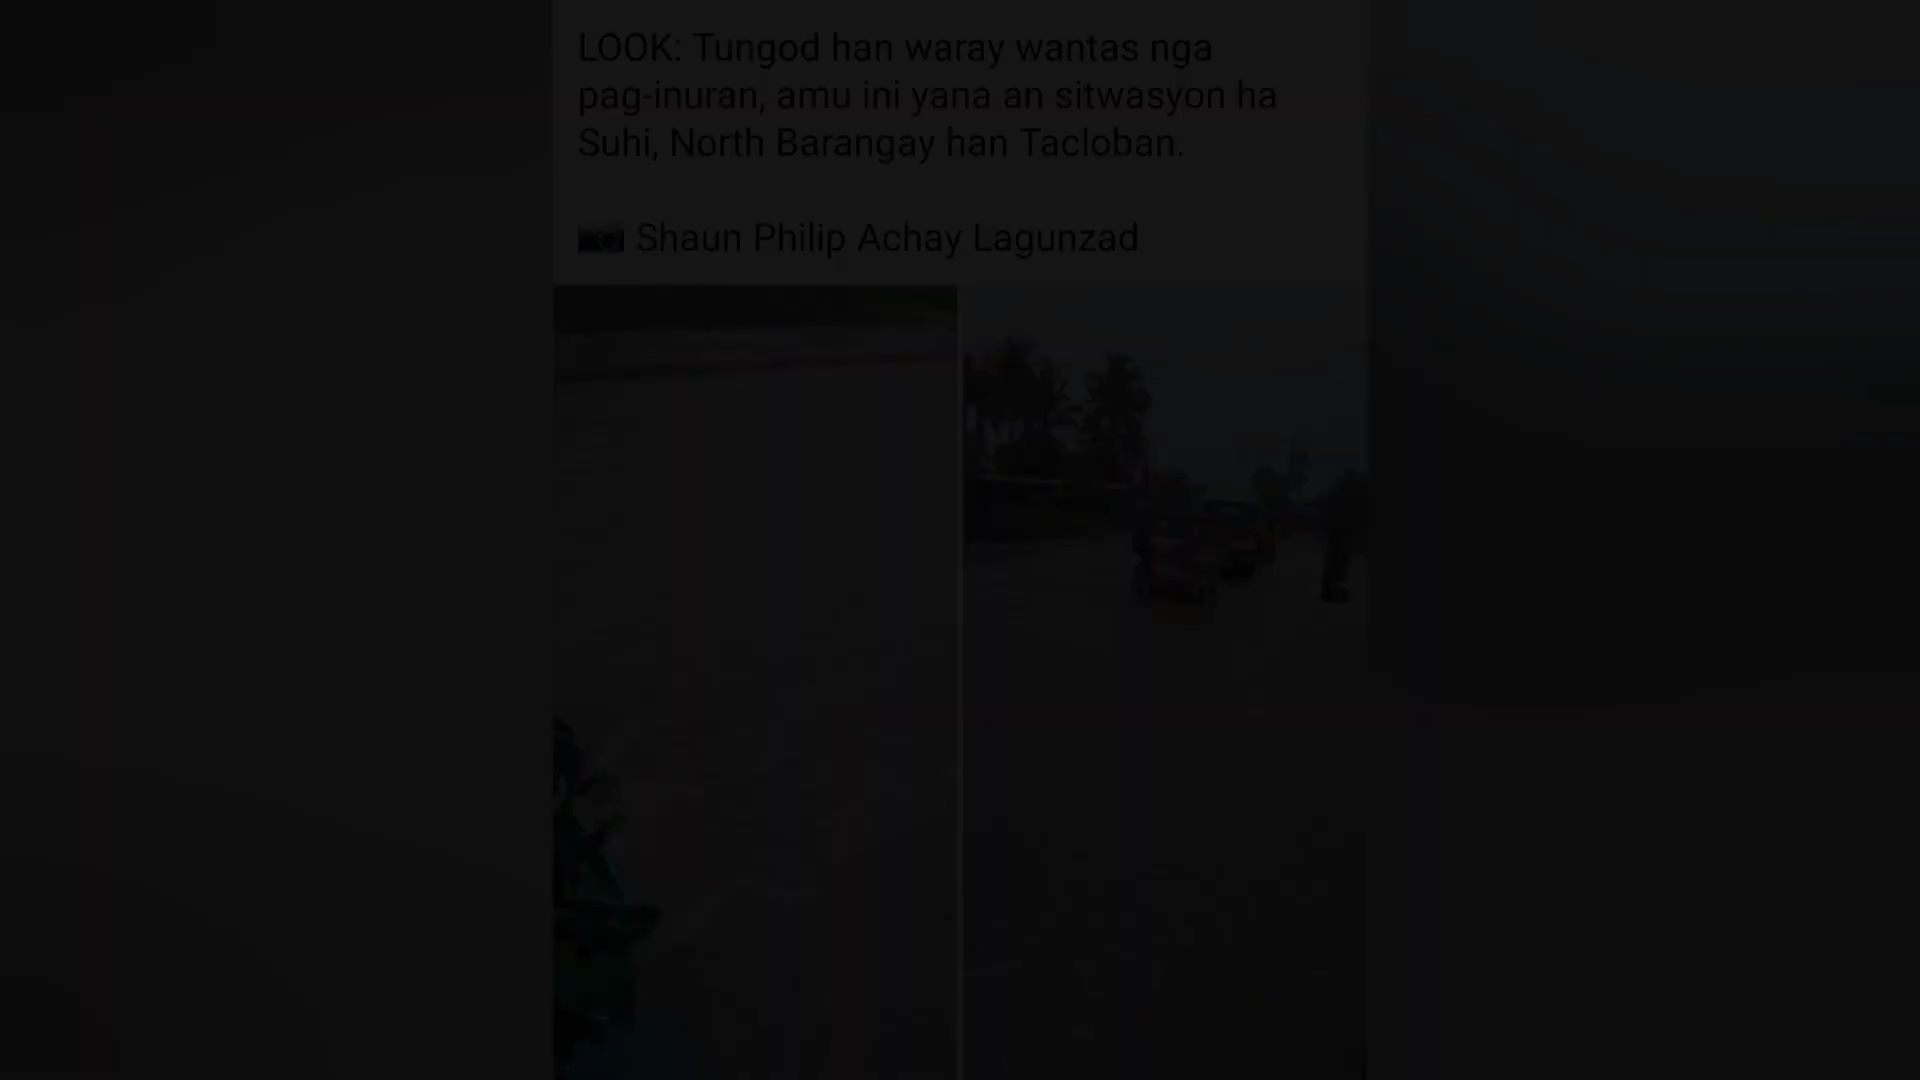 LOOK: Tungod han waray wantas nga
pag-inuran, amu ini yana an sitwasyon ha
Suhi, North Barangay han Tacloban.
📷 Shaun Philip Achay Lagunzad